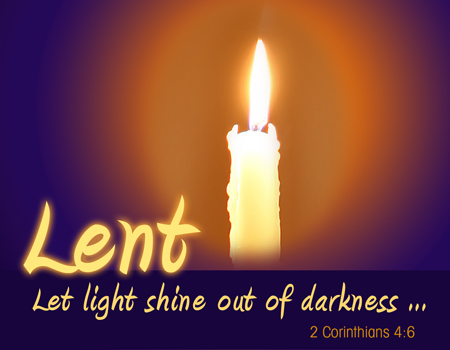 Lent
Let light shine out of darkness ...
2 Corinthians 4:6